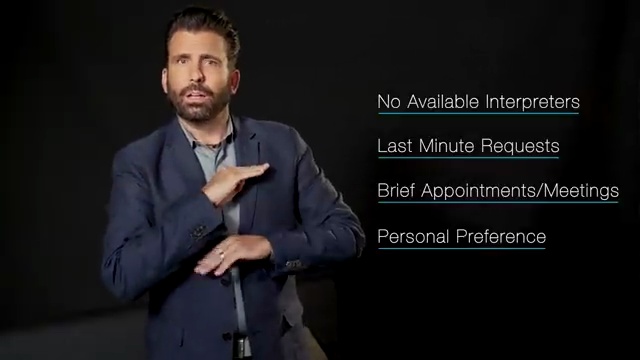 No Available Interpreters
Last Minute Requests
Brief Appointments/Meetings
Personal Preference